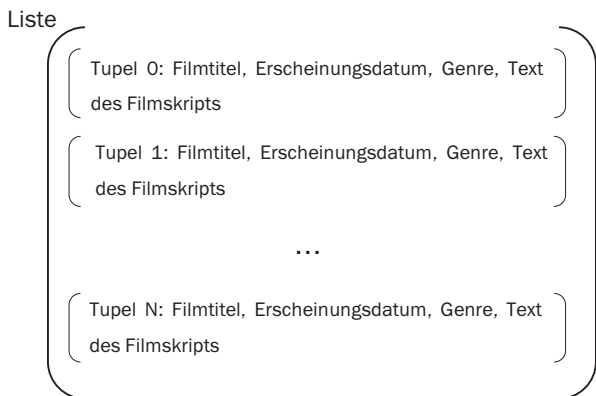 Liste
Tupel 0: Filmtitel, Erscheinungsdatum, Genre, Text
des Filmskripts
Tupel 1: Filmtitel, Erscheinungsdatum, Genre, Text
des Filmskripts
...
Tupel N: Filmtitel, Erscheinungsdatum, Genre, Text
des Filmskripts